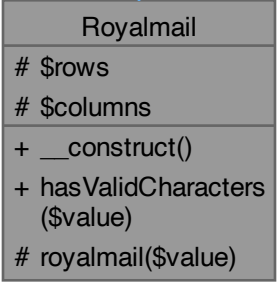 Royalmail
# $rows
# $columns
+ __construct()
+ hasValidCharacters
($value)
# royalmail($value)